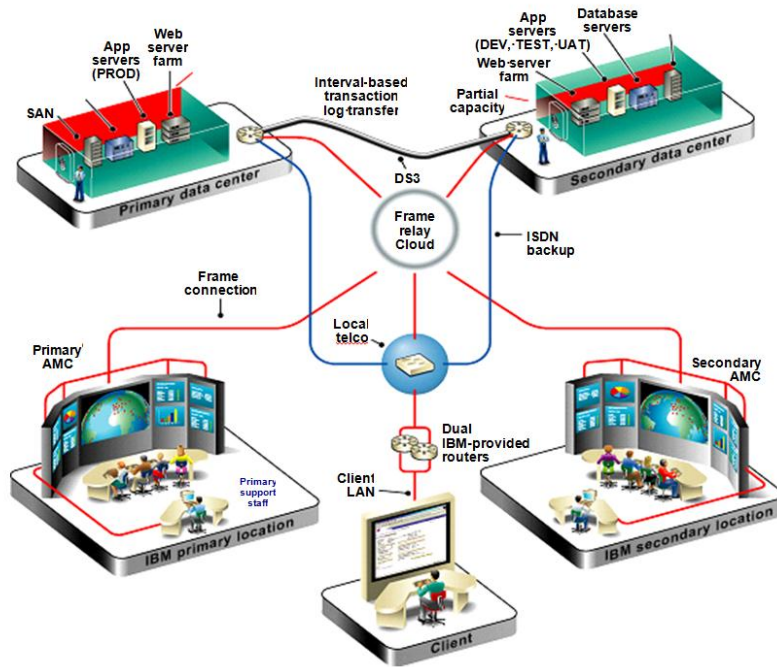 App
servers
(PROD)
Web
server
farm
SAN
Primary data center
Interval-based
transaction
log·transfer
DS3
App
servers
(DEV,·TEST,·UAT)
Database
servers
Web·server
farm
Partial
capacity
Secondary data center
Frame
relay
Cloud
ISDN
backup
Frame
connection
Local
telco
Primary
AMC
Secondary
AMC
Dual
IBM-provided
routers
Client
LAN
Primary
support
staff
IBM primary location
IBM secondary location
Client